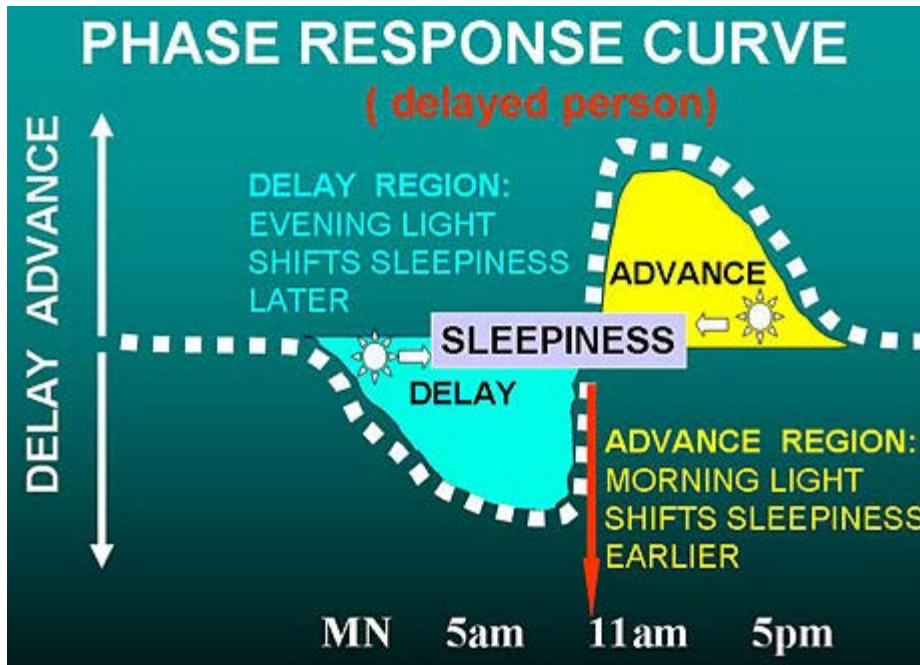 PHASE RESPONSE CURVE
( delayed person)
DELAY ADVANCE
DELAY REGION:
EVENING LIGHT
SHIFTS SLEEPINESS
LATER
ADVANCE
SLEEPINESS
DELAY
ADVANCE REGION:
MORNING LIGHT
SHIFTS SLEEPINESS
EARLIER
MN 5am 11am 5pm